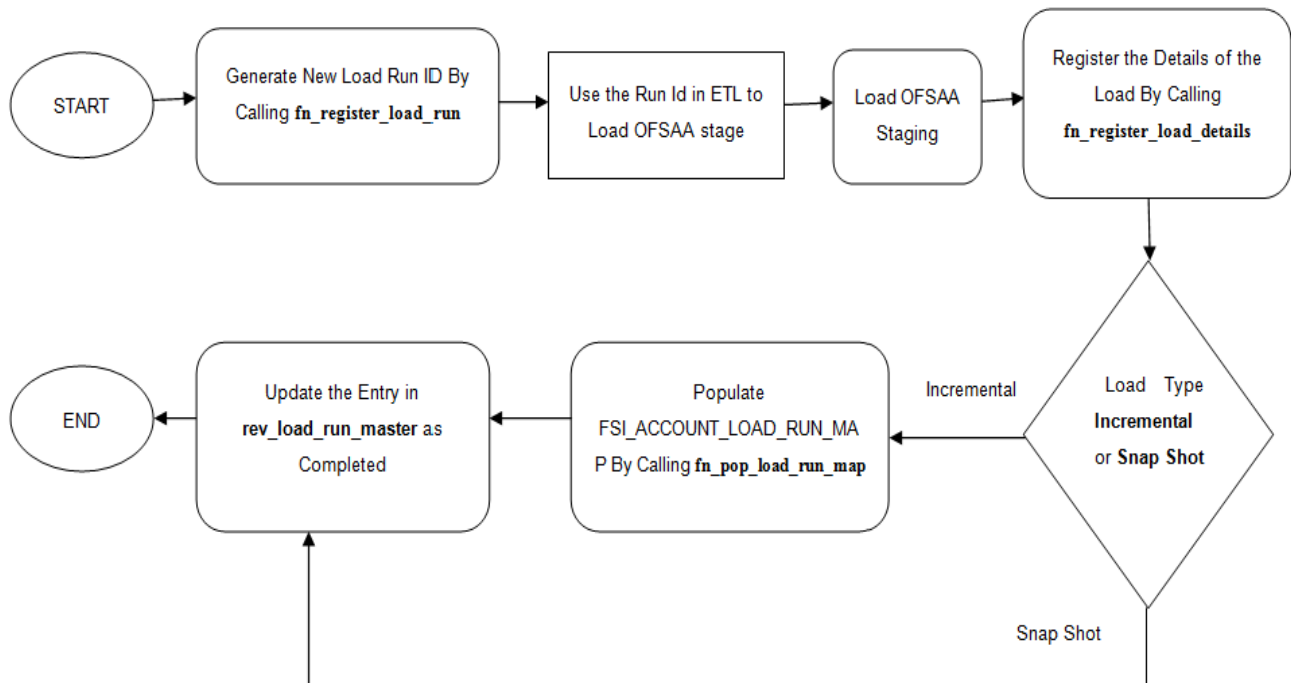 START
Generate New Load Run ID By
Calling fn_register_load_run
Use the Run Id in ETL to
Load OFSAA stage
Load OFSAA
Staging
Register the Details of the
Load By Calling
fn_register_load_details
Load Type
Incremental
or Snap Shot
Incremental
Populate
FSI_ACCOUNT_LOAD_RUN_MA
P By Calling fn_pop_load_run_map
Update the Entry in
rev_load_run_master as
Completed
END
Snap Shot